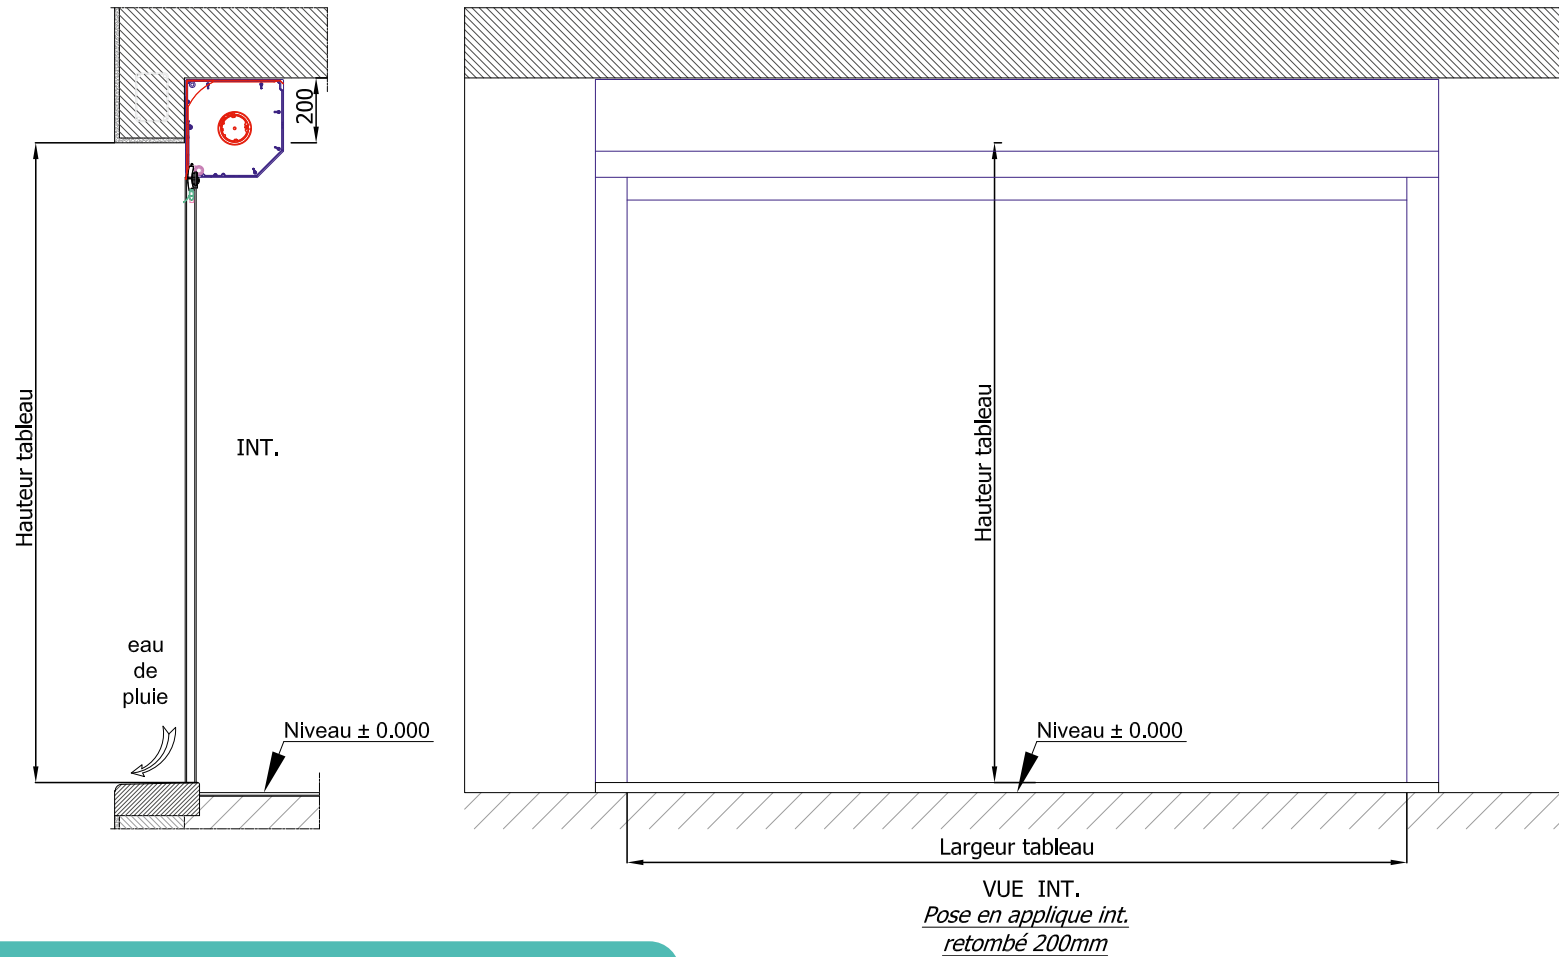 200
Hauteur tableau
INT.
eau
de
pluie
Niveau ± 0.000
Hauteur tableau
Niveau ± 0.000
Largeur tableau
VUE INT.
Pose en applique int.
retombé 200mm